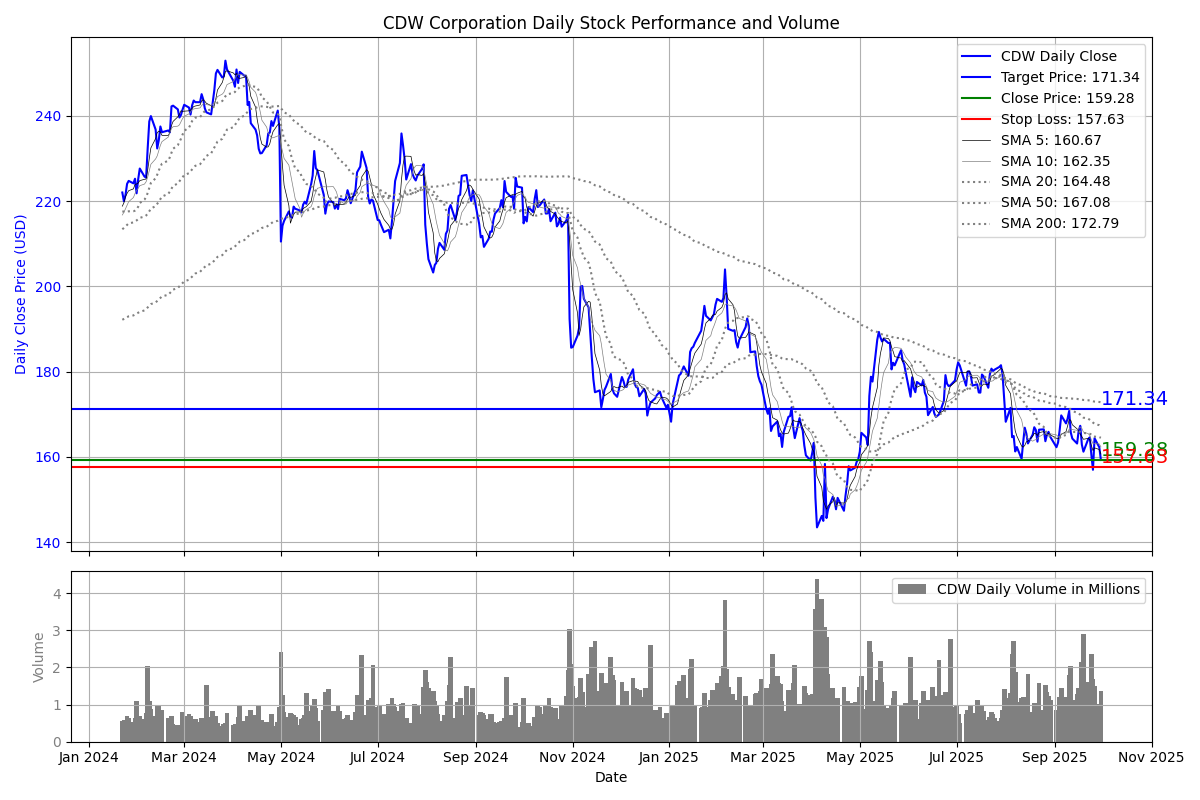 CDW Corporation Daily Stock Performance and Volume
CDW Daily Close
Target Price: 171.34
Close Price: 159.28
Stop Loss: 157.63
SMA 5: 160.67
SMA 10: 162.35
SMA 20: 164.48
SMA 50: 167.08
SMA 200: 172.79
Daily Close Price (USD)
240
220
200
180
160
140
171.34
159.28
157.63
CDW Daily Volume in Millions
Volume
4
3
2
1
0
Jan 2024 Mar 2024 May 2024 Jul 2024 Sep 2024 Nov 2024 Jan 2025 Mar 2025 May 2025 Jul 2025 Sep 2025 Nov 2025
Date